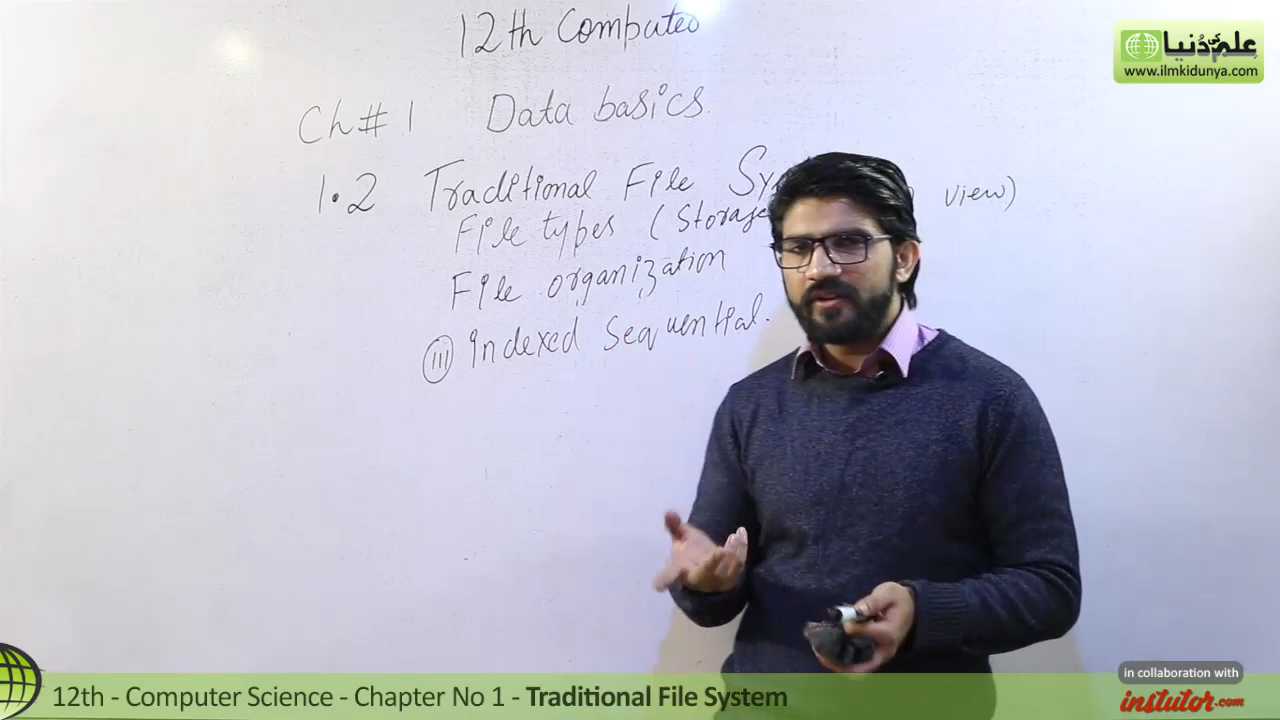 12th Computer
علم کی دُنیا
www.ilmkidunya.com
Ch # 1 Data basics
1.2 Traditional File Sy
File types (Storage view)
File organization
(III) Indexed Sequential.
12th - Computer Science - Chapter No 1 - Traditional File System
in collaboration with
instutor.com